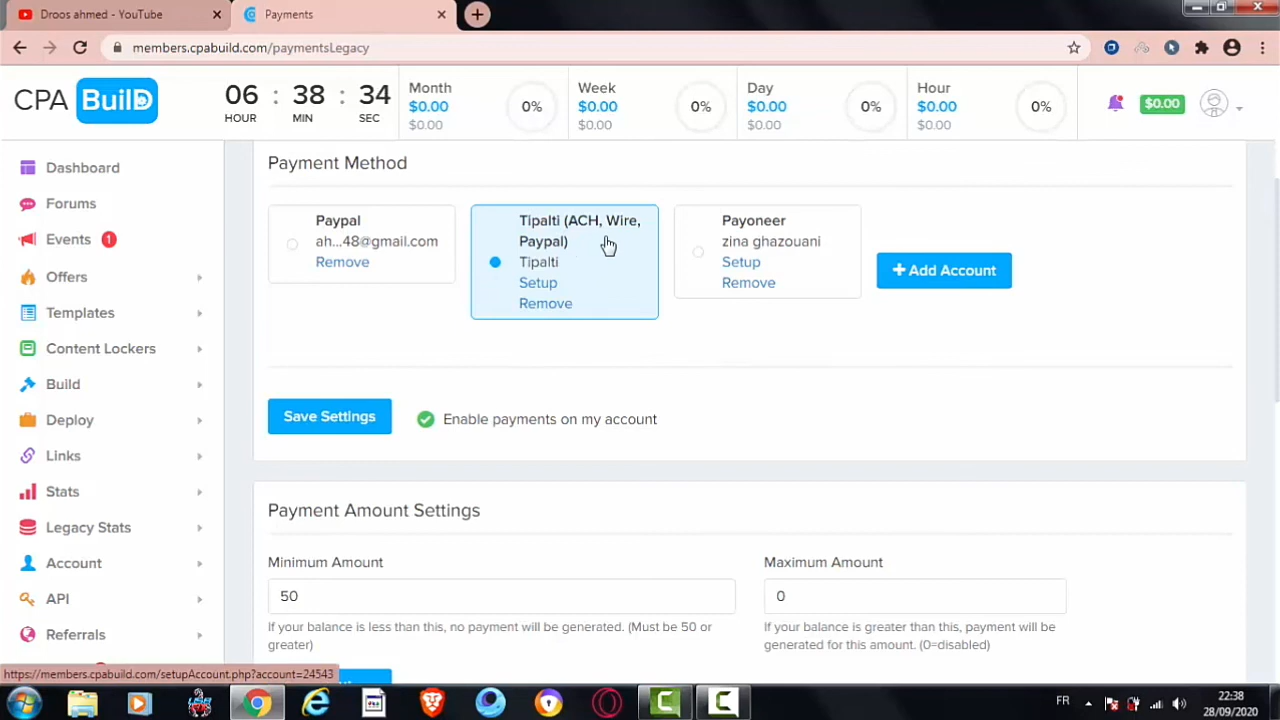 Droos ahmed - YouTube
Payments
members.cpabuild.com/paymentsLegacy
CPA BuilD
06 : 38 : 34
HOUR MIN SEC
Month
$0.00
$0.00
0%
Week
$0.00
$0.00
0%
Day
$0.00
$0.00
0%
Hour
$0.00
$0.00
0%
$0.00
Dashboard
Forums
Events 1
Offers
Templates
Content Lockers
Build
Deploy
Links
Stats
Legacy Stats
Account
API
Referrals
Payment Method
Paypal
ah...48@gmail.com
Remove
Tipalti (ACH, Wire,
Paypal)
Tipalti
Setup
Remove
Payoneer
zina ghazouani
Setup
Remove
+ Add Account
Save Settings
Enable payments on my account
Payment Amount Settings
Minimum Amount
50
If your balance is less than this, no payment will be generated. (Must be 50 or
greater)
Maximum Amount
0
If your balance is greater than this, payment will be
generated for this amount. (0=disabled)
https://members.cpabuild.com/setupAccount.php?account=24543
FR
22:38
28/09/2020